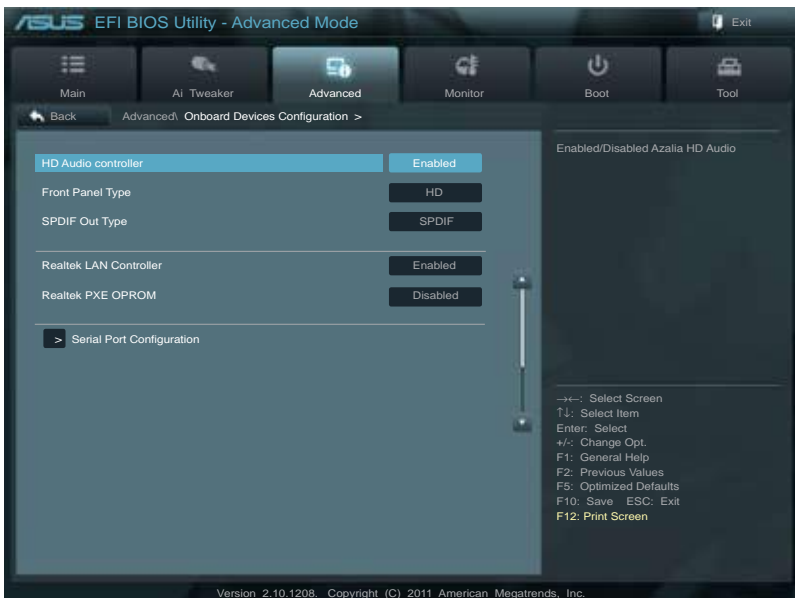 ASUS EFI BIOS Utility - Advanced Mode
Exit
Main Ai Tweaker Advanced Monitor Boot Tool
Back Advanced\ Onboard Devices Configuration >
HD Audio controller Enabled
Front Panel Type HD
SPDIF Out Type SPDIF
Realtek LAN Controller Enabled
Realtek PXE OPROM Disabled
> Serial Port Configuration
Enabled/Disabled Azalia HD Audio
→←: Select Screen
↑↓: Select Item
Enter: Select
+/-: Change Opt.
F1: General Help
F2: Previous Values
F5: Optimized Defaults
F10: Save ESC: Exit
F12: Print Screen
Version 2.10.1208. Copyright (C) 2011 American Megatrends, Inc.